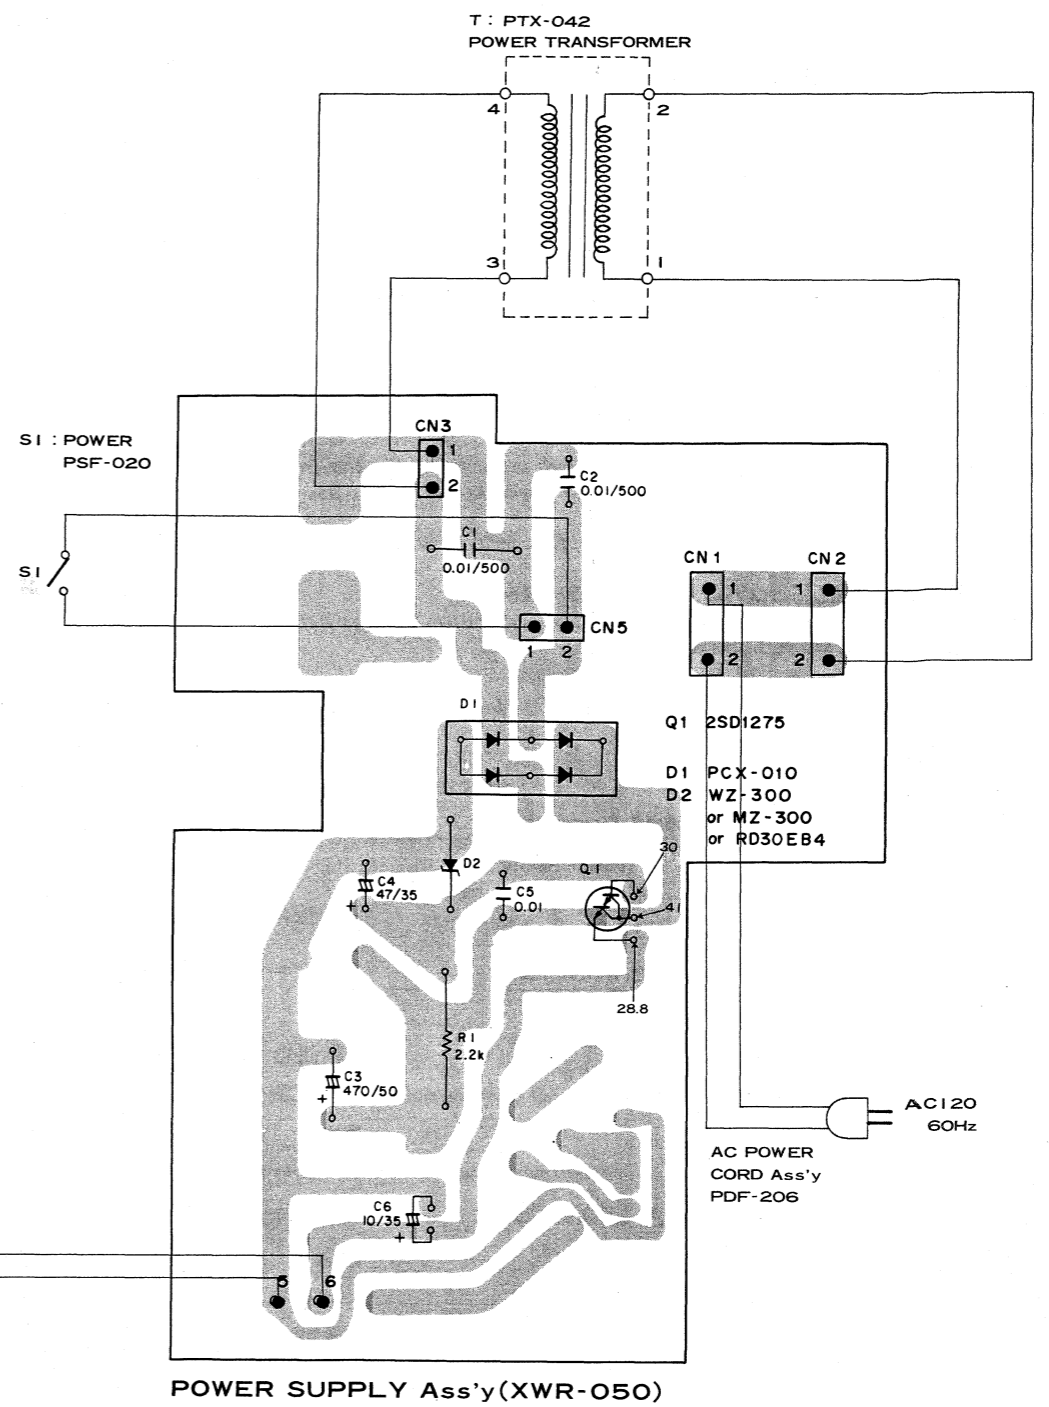 T : PTX-042
POWER TRANSFORMER
4
2
3
1
S1 : POWER
PSF-020
CN3
1
2
C2
0.01/500
C1
0.01/500
S1
CN1
CN2
1
1
CN5
1
2
2
2
D1
Q1 2SD1275
D1 PCX-010
D2 WZ-300
or MZ-300
or RD30EB4
30
D2
Q1
C4
47/35
+
C5
0.01
41
28.8
R1
2.2k
C3
470/50
+
AC120
60Hz
AC POWER
CORD Ass'y
PDF-206
C6
10/35
+
5
6
POWER SUPPLY Ass'y (XWR-050)